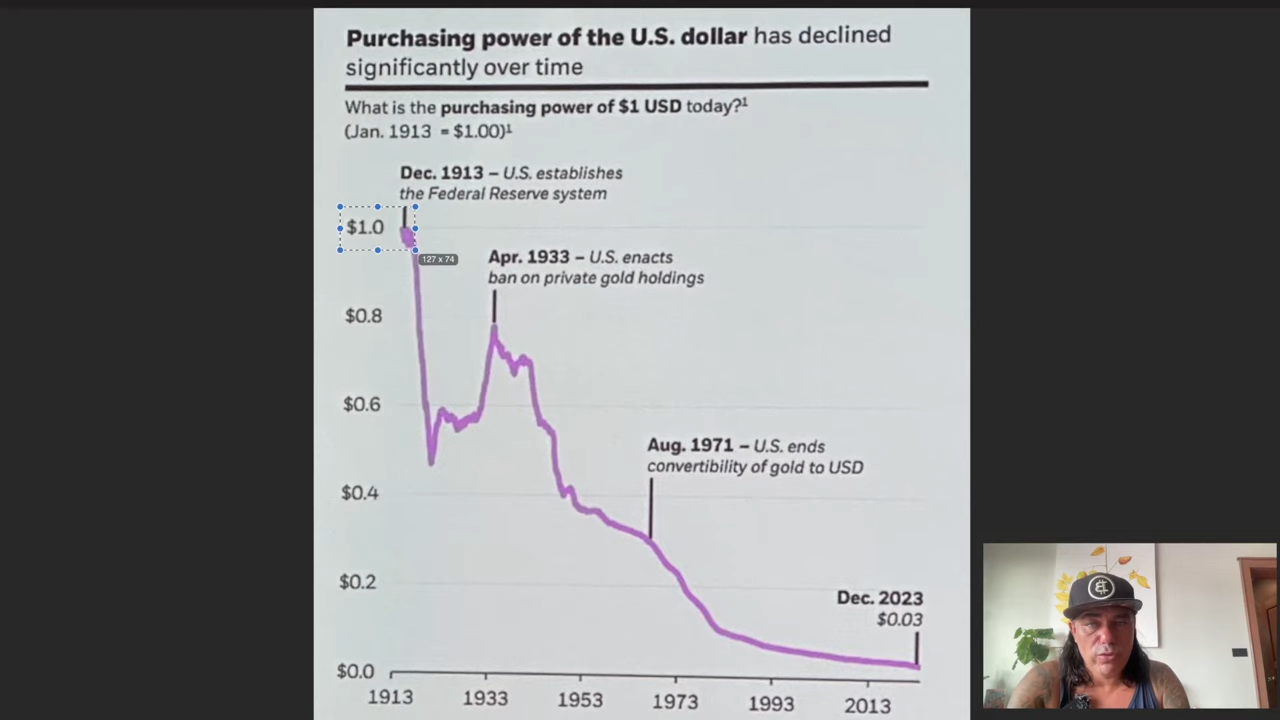 Purchasing power of the U.S. dollar has declined
significantly over time
What is the purchasing power of $1 USD today?¹
(Jan. 1913 = $1.00)¹
Dec. 1913 – U.S. establishes
the Federal Reserve system
$1.0
127 x 74
Apr. 1933 – U.S. enacts
ban on private gold holdings
$0.8
$0.6
Aug. 1971 – U.S. ends
convertibility of gold to USD
$0.4
$0.2
Dec. 2023
$0.03
$0.0
1913 1933 1953 1973 1993 2013